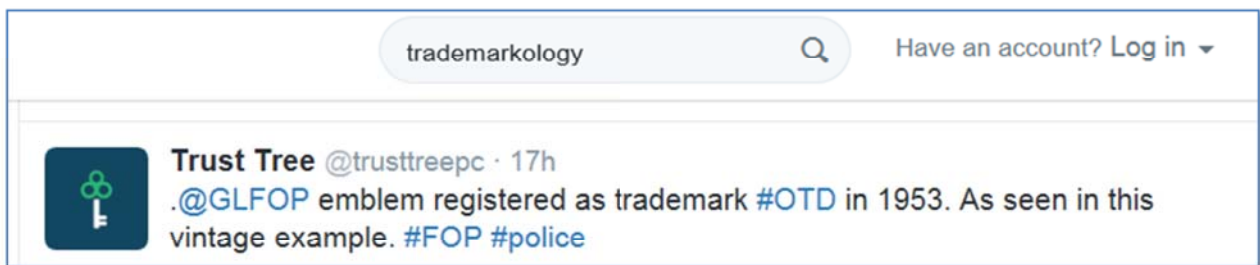 trademarkology
Have an account? Log in
Trust Tree @trusttreepc · 17h
.@GLFOP emblem registered as trademark #OTD in 1953. As seen in this
vintage example. #FOP #police